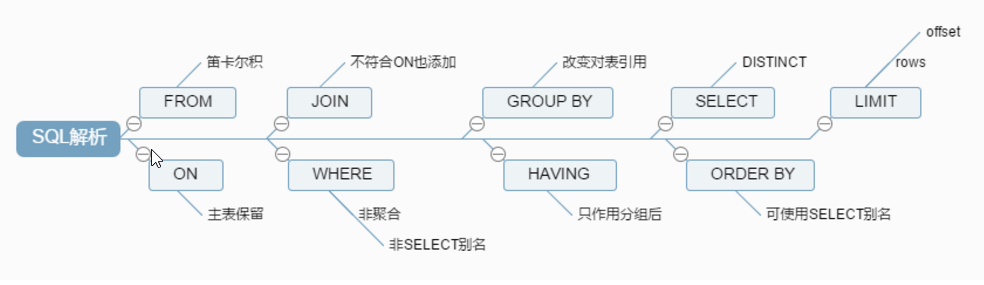 SQL解析
FROM
笛卡尔积
ON
主表保留
JOIN
不符合ON也添加
WHERE
非聚合
非SELECT别名
GROUP BY
改变对表引用
HAVING
只作用分组后
SELECT
DISTINCT
ORDER BY
可使用SELECT别名
LIMIT
offset
rows